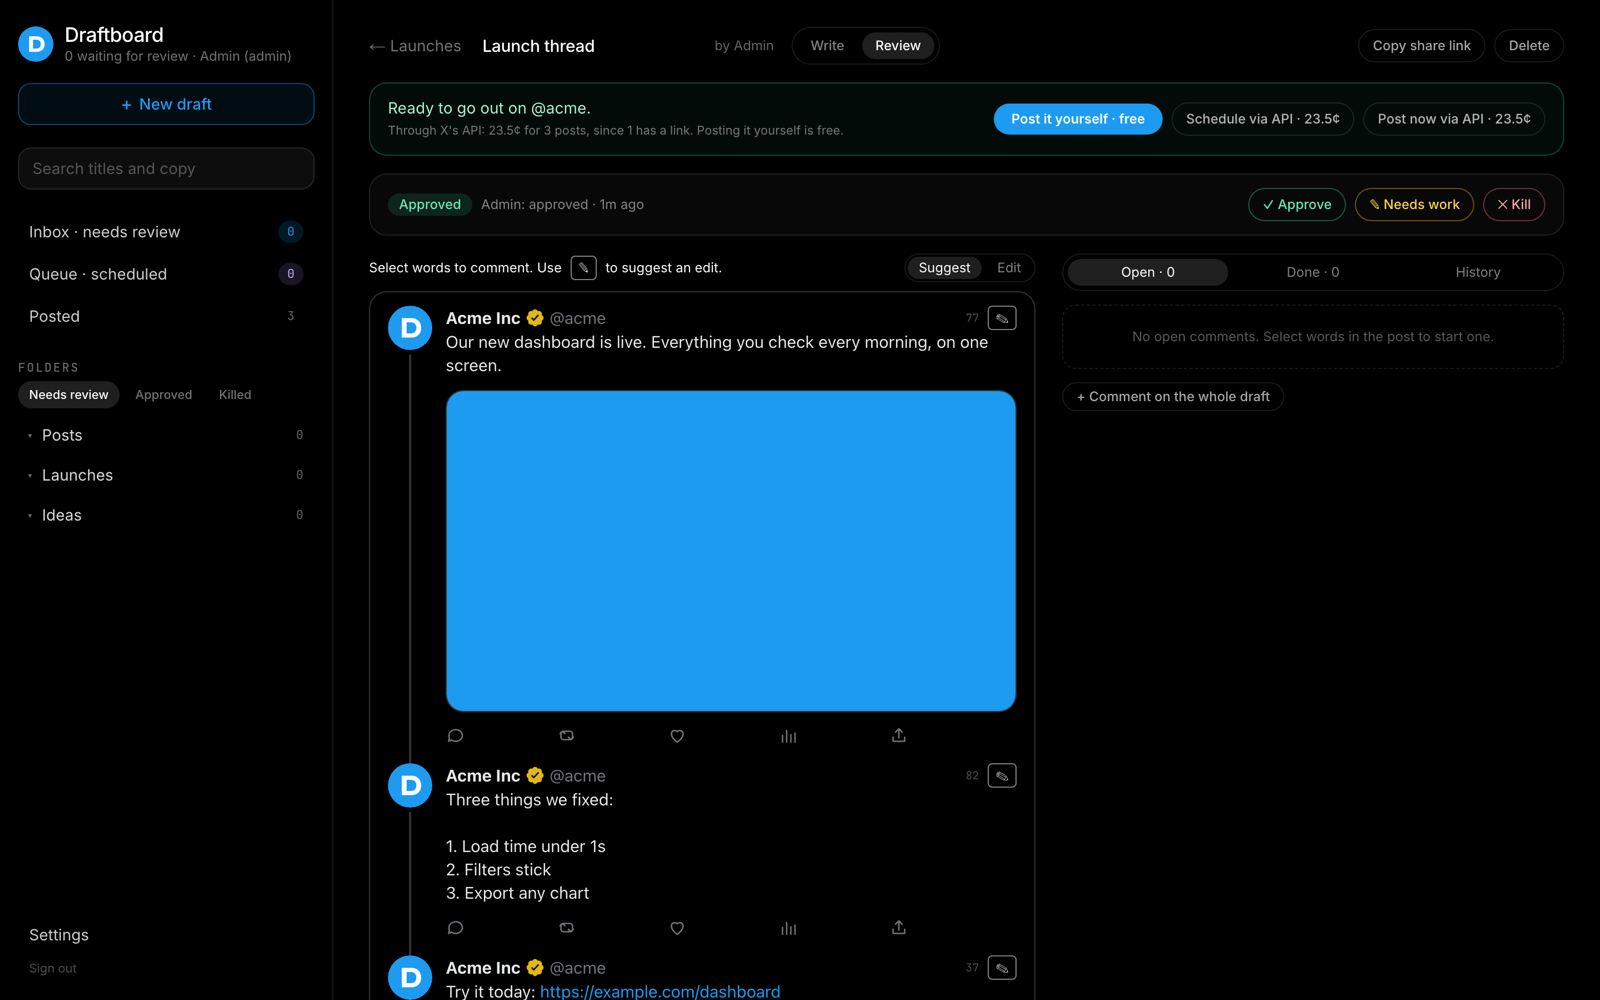 D
Draftboard
0 waiting for review · Admin (admin)
+ New draft
Search titles and copy
Inbox · needs review 0
Queue · scheduled 0
Posted 3
FOLDERS
Needs review Approved Killed
Posts 0
Launches 0
Ideas 0
Settings
Sign out
← Launches Launch thread by Admin Write Review Copy share link Delete
Ready to go out on @acme.
Through X's API: 23.5¢ for 3 posts, since 1 has a link. Posting it yourself is free.
Post it yourself · free Schedule via API · 23.5¢ Post now via API · 23.5¢
Approved Admin: approved · 1m ago ✓ Approve ✎ Needs work ✕ Kill
Select words to comment. Use ✎ to suggest an edit. Suggest Edit
D
Acme Inc @acme 77
Our new dashboard is live. Everything you check every morning, on one
screen.
D
Acme Inc @acme 82
Three things we fixed:
1. Load time under 1s
2. Filters stick
3. Export any chart
D
Acme Inc @acme 37
Try it today: https://example.com/dashboard
Open · 0 Done · 0 History
No open comments. Select words in the post to start one.
+ Comment on the whole draft